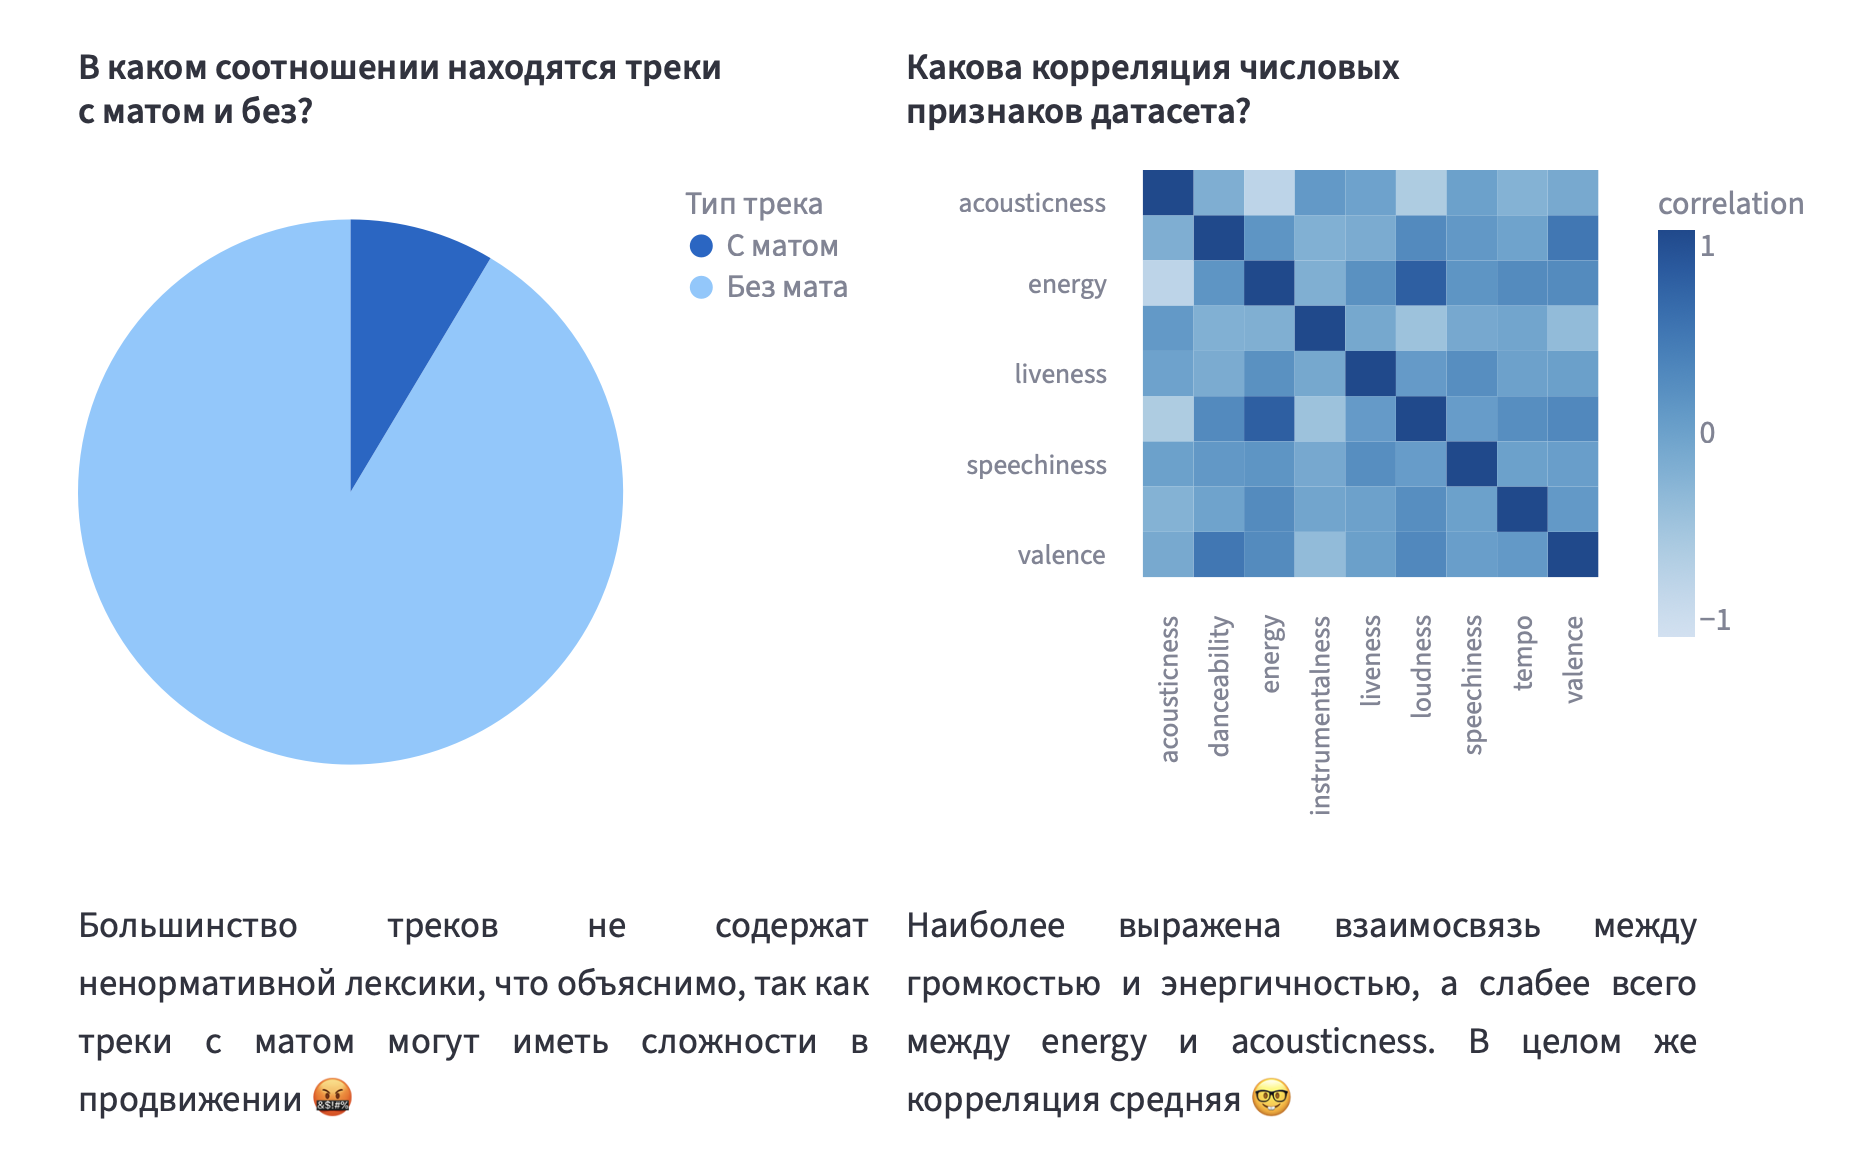 В каком соотношении находятся треки
с матом и без?
Тип трека
С матом
Без мата
Большинство треков не содержат
ненормативной лексики, что объяснимо, так как
треки с матом могут иметь сложности в
продвижении 🤬
Какова корреляция числовых
признаков датасета?
acousticness
energy
liveness
speechiness
valence
acousticness
danceability
energy
instrumentalness
liveness
loudness
speechiness
tempo
valence
correlation
1
0
−1
Наиболее выражена взаимосвязь между
громкостью и энергичностью, а слабее всего
между energy и acousticness. В целом же
корреляция средняя 🤓